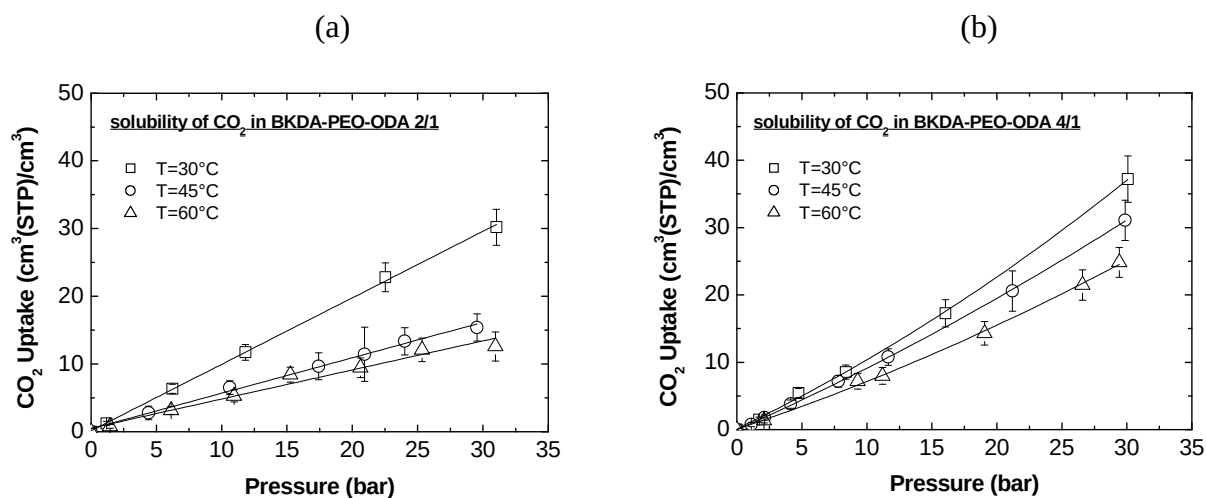 (a)
(b)
50
40
30
20
10
0
CO₂ Uptake (cm³(STP)/cm³)
solubility of CO₂ in BKDA-PEO-ODA 2/1
T=30°C
T=45°C
T=60°C
0 5 10 15 20 25 30 35
Pressure (bar)
50
40
30
20
10
0
CO₂ Uptake (cm³(STP)/cm³)
solubility of CO₂ in BKDA-PEO-ODA 4/1
T=30°C
T=45°C
T=60°C
0 5 10 15 20 25 30 35
Pressure (bar)